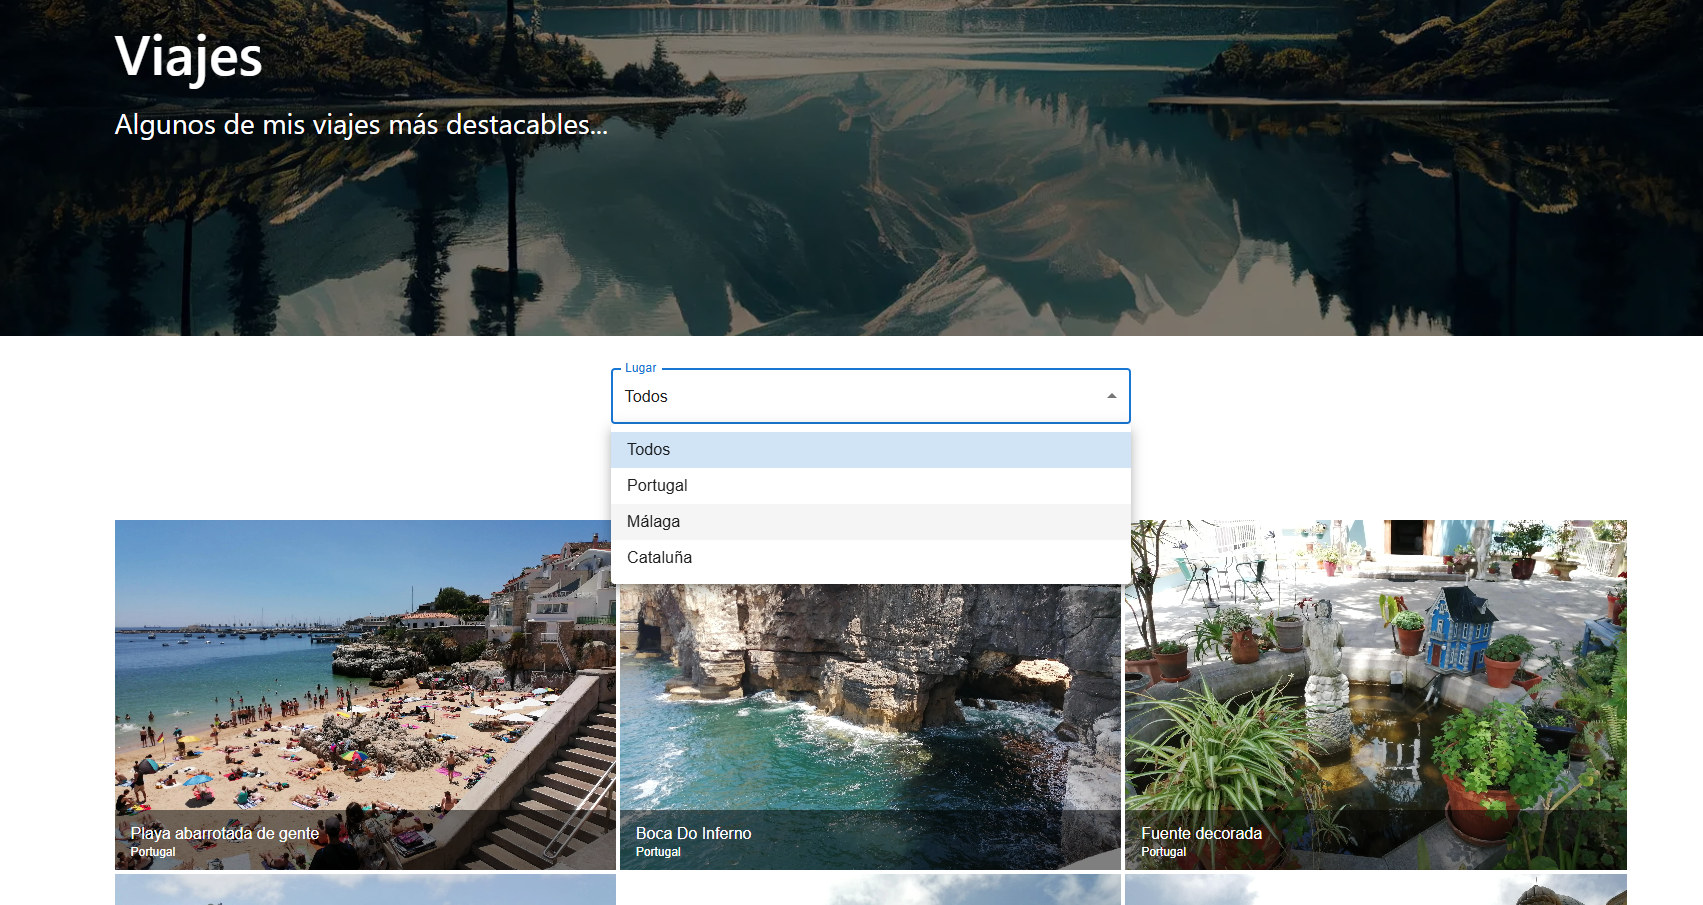 Viajes
Algunos de mis viajes más destacables...
Lugar
Todos
Todos
Portugal
Málaga
Cataluña
Playa abarrotada de gente
Portugal
Boca Do Inferno
Portugal
Fuente decorada
Portugal